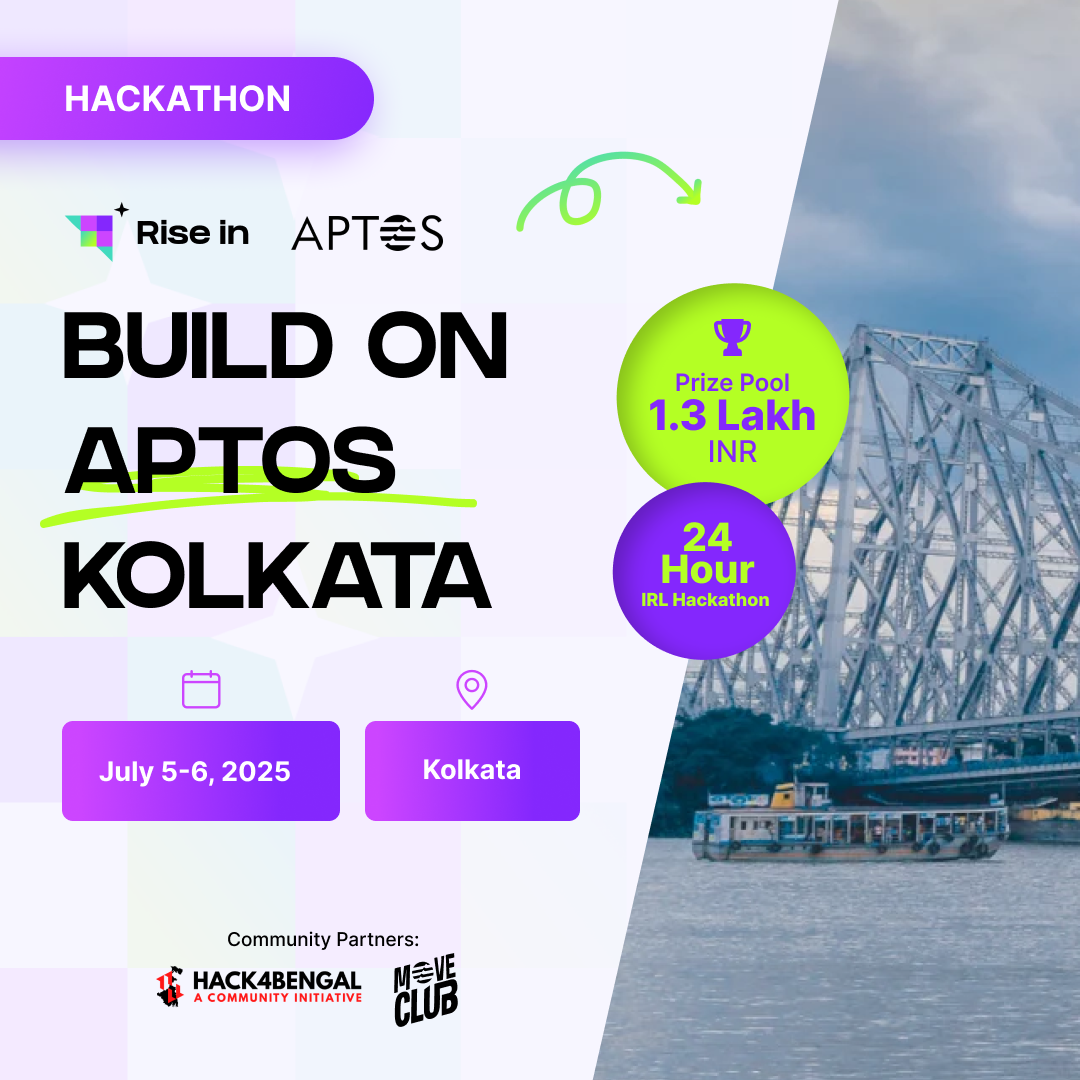 HACKATHON
Rise in APTOS
BUILD ON
APTOS
KOLKATA
Prize Pool
1.3 Lakh
INR
24
Hour
IRL Hackathon
July 5-6, 2025
Kolkata
Community Partners:
HACK4BENGAL
A COMMUNITY INITIATIVE
MOVE
CLUB